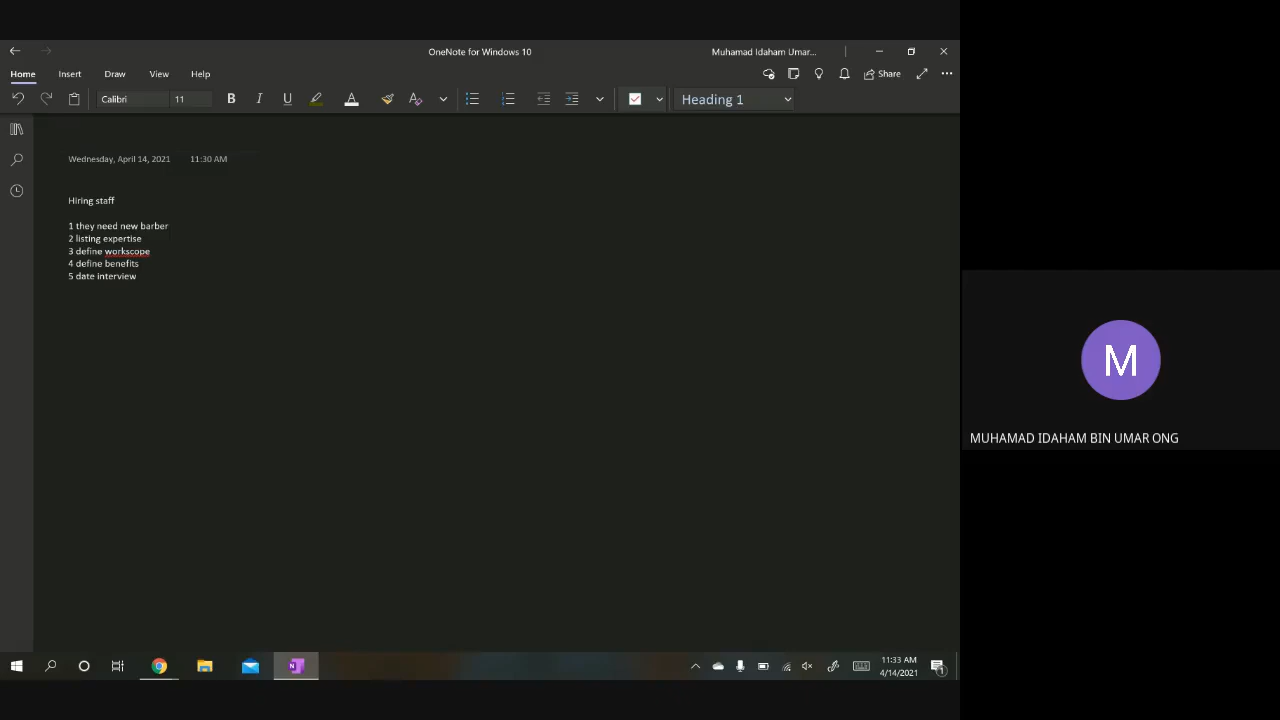 OneNote for Windows 10
Muhamad Idaham Umar...
Home
Insert
Draw
View
Help
Share
Calibri
11
B
I
U
A
Heading 1
Wednesday, April 14, 2021
11:30 AM
Hiring staff
1 they need new barber
2 listing expertise
3 define workscope
4 define benefits
5 date interview
M
MUHAMAD IDAHAM BIN UMAR ONG
11:33 AM
4/14/2021